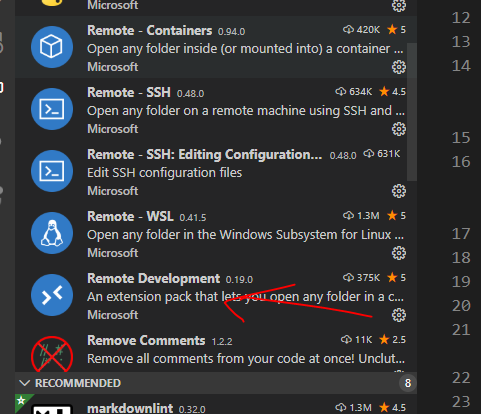 Remote - Containers 0.94.0 420K 5
Open any folder inside (or mounted into) a container ...
Microsoft
Remote - SSH 0.48.0 634K 4.5
Open any folder on a remote machine using SSH and ...
Microsoft
Remote - SSH: Editing Configuration... 0.48.0 631K
Edit SSH configuration files
Microsoft
Remote - WSL 0.41.5 1.3M 5
Open any folder in the Windows Subsystem for Linux ...
Microsoft
Remote Development 0.19.0 375K 5
An extension pack that lets you open any folder in a c...
Microsoft
Remove Comments 1.2.2 11K 2.5
Remove all comments from your code at once! Unclut...
RECOMMENDED 8
markdownlint 0.32.0 1.3M 4.5
12
13
14
15
16
17
18
19
20
21
22
23